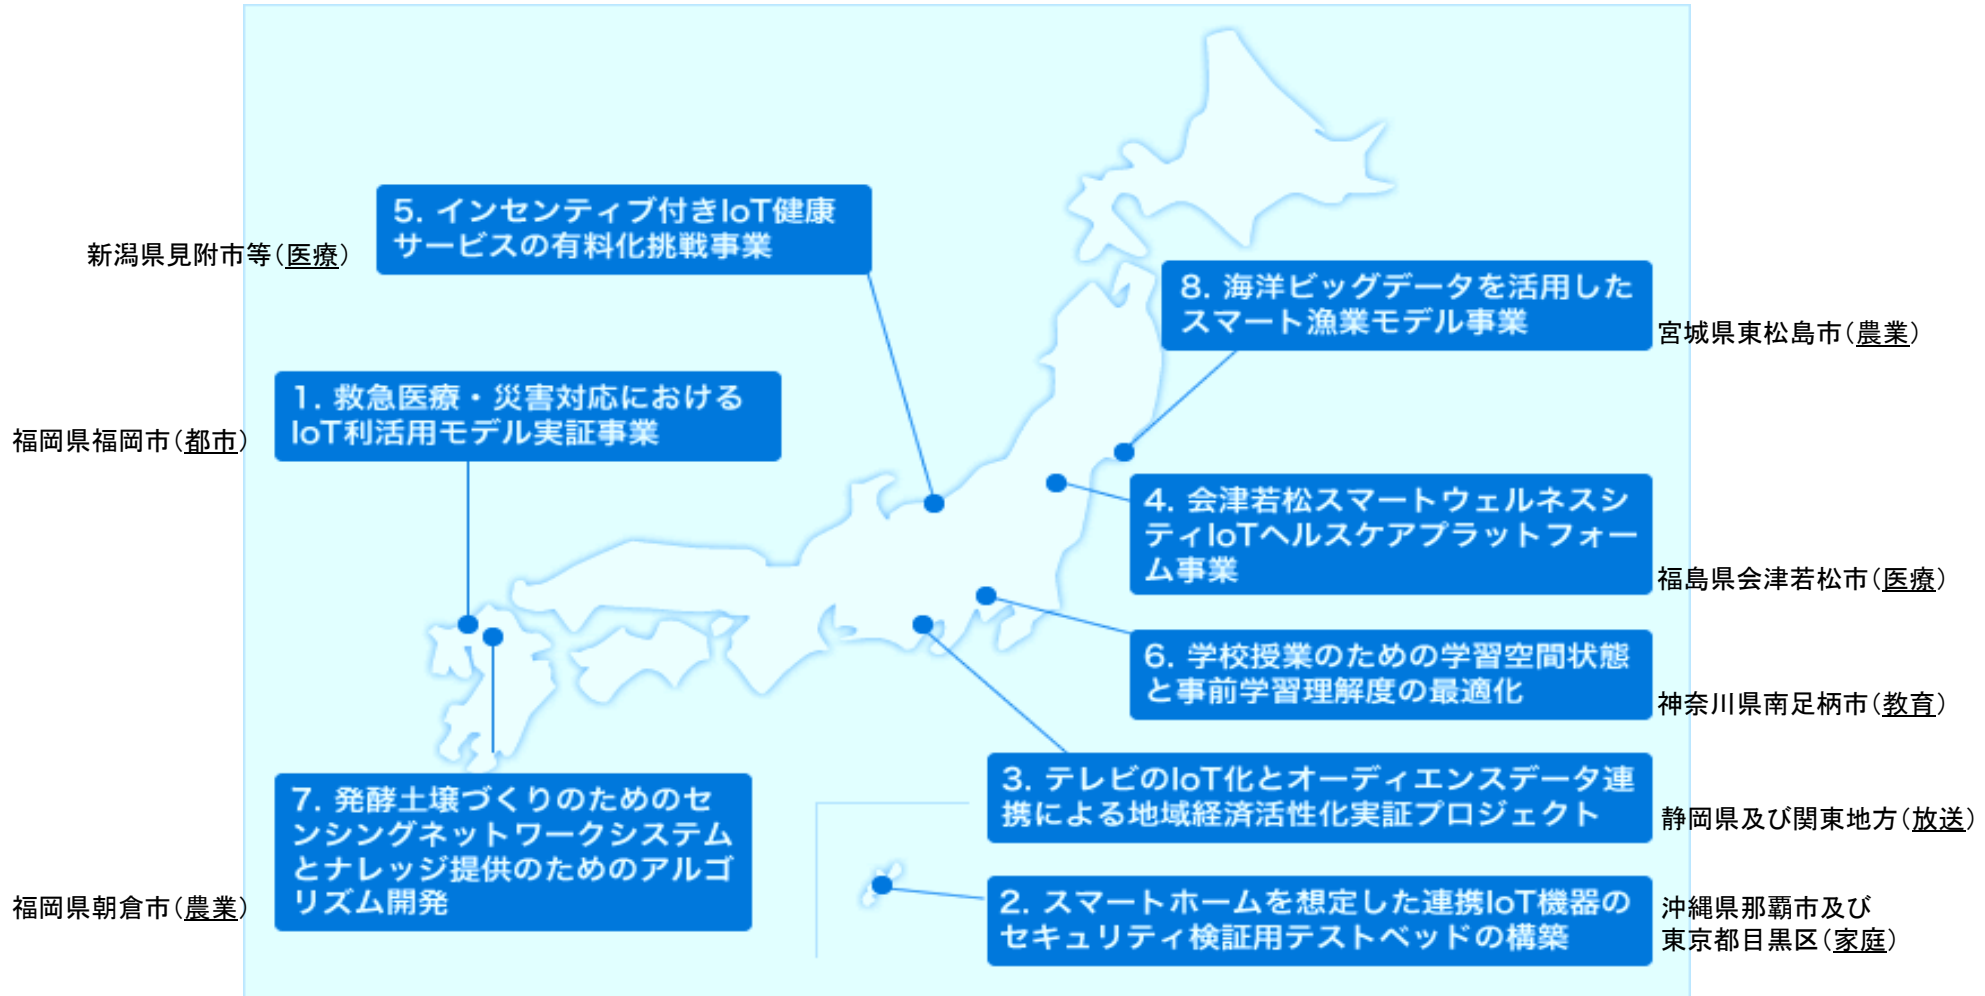 5. インセンティブ付きIoT健康
サービスの有料化挑戦事業
新潟県見附市等(医療)
8. 海洋ビッグデータを活用した
スマート漁業モデル事業
宮城県東松島市(農業)
1. 救急医療・災害対応における
IoT利活用モデル実証事業
福岡県福岡市(都市)
4. 会津若松スマートウェルネスシ
ティIoTヘルスケアプラットフォー
ム事業
福島県会津若松市(医療)
6. 学校授業のための学習空間状態
と事前学習理解度の最適化
神奈川県南足柄市(教育)
3. テレビのIoT化とオーディエンスデータ連
携による地域経済活性化実証プロジェクト
静岡県及び関東地方(放送)
7. 発酵土壌づくりのためのセ
ンシングネットワークシステム
とナレッジ提供のためのアルゴ
リズム開発
福岡県朝倉市(農業)
2. スマートホームを想定した連携IoT機器の
セキュリティ検証用テストベッドの構築
沖縄県那覇市及び
東京都目黒区(家庭)